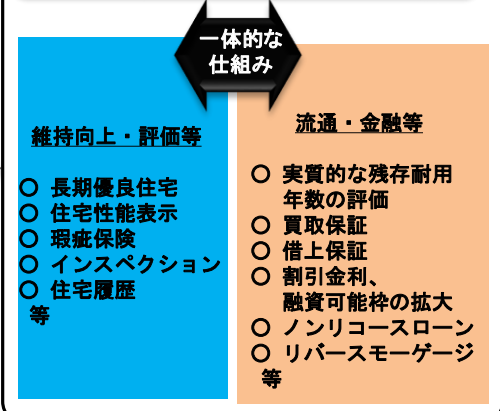 一体的な
仕組み
維持向上・評価等
○ 長期優良住宅
○ 住宅性能表示
○ 瑕疵保険
○ インスペクション
○ 住宅履歴
等
流通・金融等
○ 実質的な残存耐用
年数の評価
○ 買取保証
○ 借上保証
○ 割引金利、
融資可能枠の拡大
○ ノンリコースローン
○ リバースモーゲージ
等